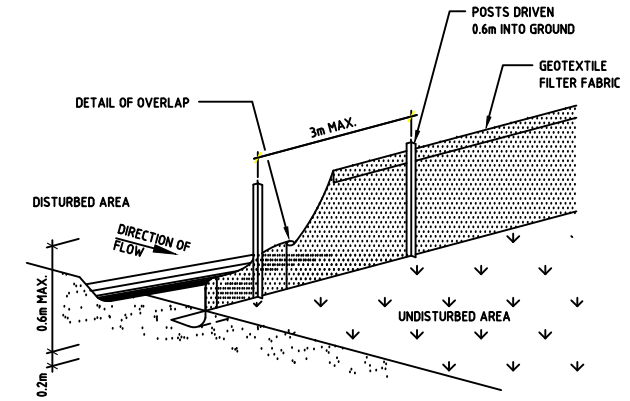 POSTS DRIVEN
0.6m INTO GROUND
GEOTEXTILE
FILTER FABRIC
DETAIL OF OVERLAP
3m MAX.
DISTURBED AREA
DIRECTION OF
FLOW
0.6m MAX.
UNDISTURBED AREA
0.2m